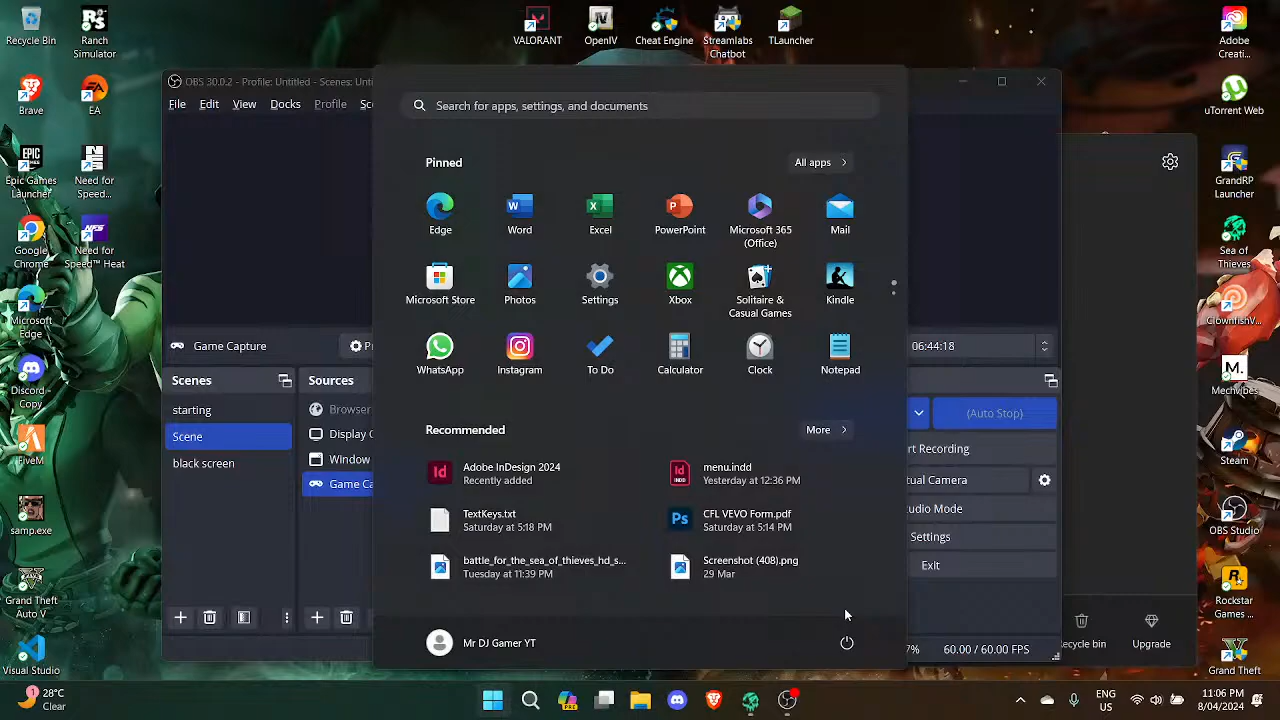 Recycle Bin
Ranch
Simulator
VALORANT
OpenIV
Cheat Engine
Streamlabs
Chatbot
TLauncher
Adobe
Creati...
Brave
EA
uTorrent Web
Epic Games
Launcher
Need for
Speed...
GrandRP
Launcher
Google
Chrome
Need for
Speed™ Heat
Sea of
Thieves
Microsoft
Edge
ClownfishV...
Discord -
Copy
Mechvibes
FiveM
Steam
samp.exe
OBS Studio
Grand Theft
Auto V
Rockstar
Games ...
Visual Studio
Grand Theft
OBS 30.0.2 - Profile: Untitled - Scenes: Unti
File Edit View Docks Profile Sc
Game Capture
Scenes
Sources
starting
Scene
black screen
Browser
Display C
Window
Game Ca
06:44:18
(Auto Stop)
rt Recording
tual Camera
udio Mode
Settings
Exit
7% 60.00 / 60.00 FPS
ecycle bin
Upgrade
Search for apps, settings, and documents
Pinned
All apps
Edge
Word
Excel
PowerPoint
Microsoft 365
(Office)
Mail
Microsoft Store
Photos
Settings
Xbox
Solitaire &
Casual Games
Kindle
WhatsApp
Instagram
To Do
Calculator
Clock
Notepad
Recommended
More
Adobe InDesign 2024
Recently added
menu.indd
Yesterday at 12:36 PM
TextKeys.txt
Saturday at 5:18 PM
CFL VEVO Form.pdf
Saturday at 5:14 PM
battle_for_the_sea_of_thieves_hd_s...
Tuesday at 11:39 PM
Screenshot (408).png
29 Mar
Mr DJ Gamer YT
28°C
Clear
ENG
US
11:06 PM
8/04/2024